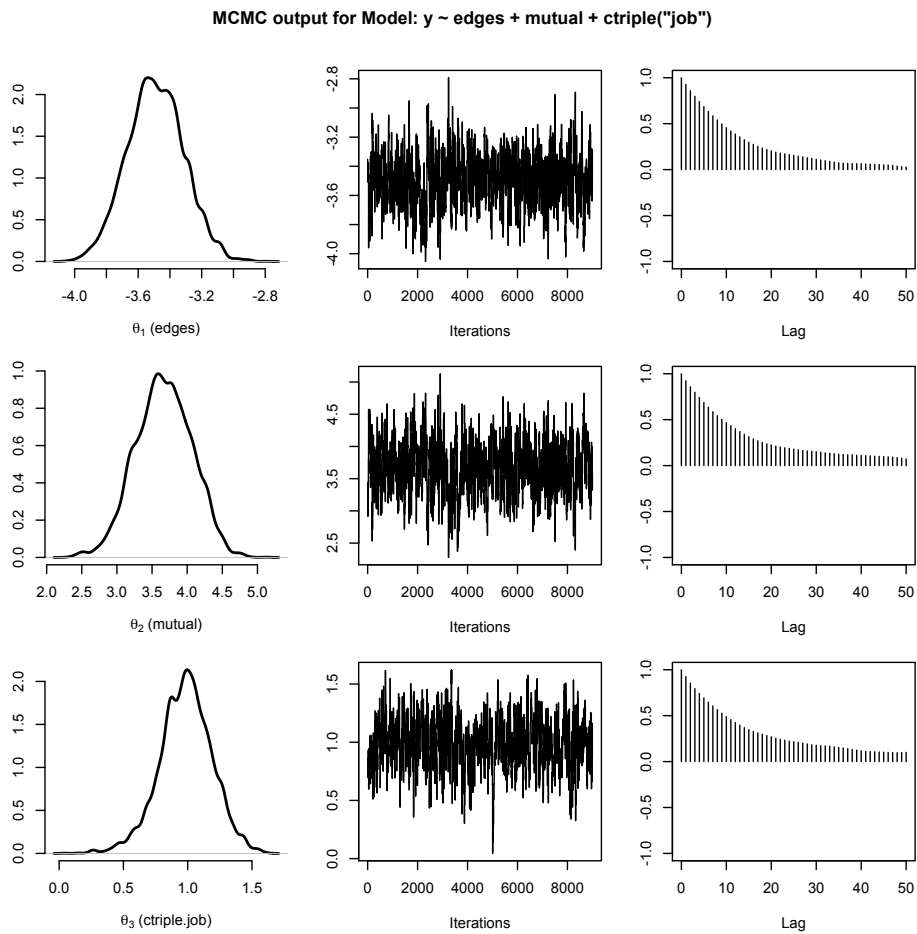 MCMC output for Model: y ~ edges + mutual + ctriple("job")
0.0 0.5 1.0 1.5 2.0
-4.0 -3.6 -3.2 -2.8
θ1 (edges)
-4.0 -3.6 -3.2 -2.8
0 2000 4000 6000 8000
Iterations
-1.0 -0.5 0.0 0.5 1.0
0 10 20 30 40 50
Lag
0.0 0.2 0.4 0.6 0.8 1.0
2.0 2.5 3.0 3.5 4.0 4.5 5.0
θ2 (mutual)
2.5 3.5 4.5
0 2000 4000 6000 8000
Iterations
-1.0 -0.5 0.0 0.5 1.0
0 10 20 30 40 50
Lag
0.0 0.5 1.0 1.5 2.0
0.0 0.5 1.0 1.5
θ3 (ctriple.job)
0.0 0.5 1.0 1.5
0 2000 4000 6000 8000
Iterations
-1.0 -0.5 0.0 0.5 1.0
0 10 20 30 40 50
Lag